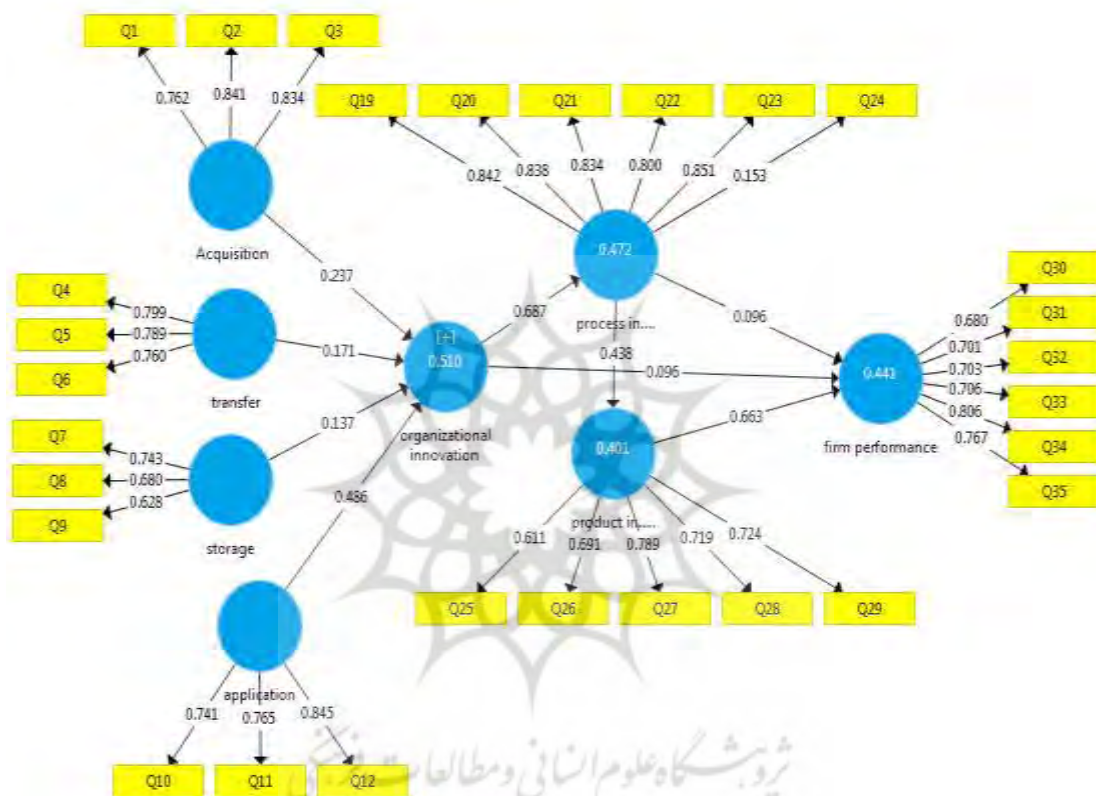 Q1 Q2 Q3
0.762 0.841 0.834
Q19 Q20 Q21 Q22 Q23 Q24
0.842 0.838 0.834 0.800 0.851 0.153
Acquisition
0.237
0.472
process in....
Q4
Q5
Q6
0.799
0.789
0.760
transfer
0.171
[+]
0.510
organizational
innovation
0.687
0.438
0.096
0.096
0.663
0.441
firm performance
Q30
Q31
Q32
Q33
Q34
Q35
0.680
0.701
0.703
0.706
0.806
0.767
Q7
Q8
Q9
0.743
0.680
0.628
storage
0.137
0.486
0.401
product in.....
0.611 0.691 0.789 0.719 0.724
Q25 Q26 Q27 Q28 Q29
application
0.741 0.765 0.845
Q10 Q11 Q12
پژوهشگاه علوم انسانی و مطالعات فرهنگی